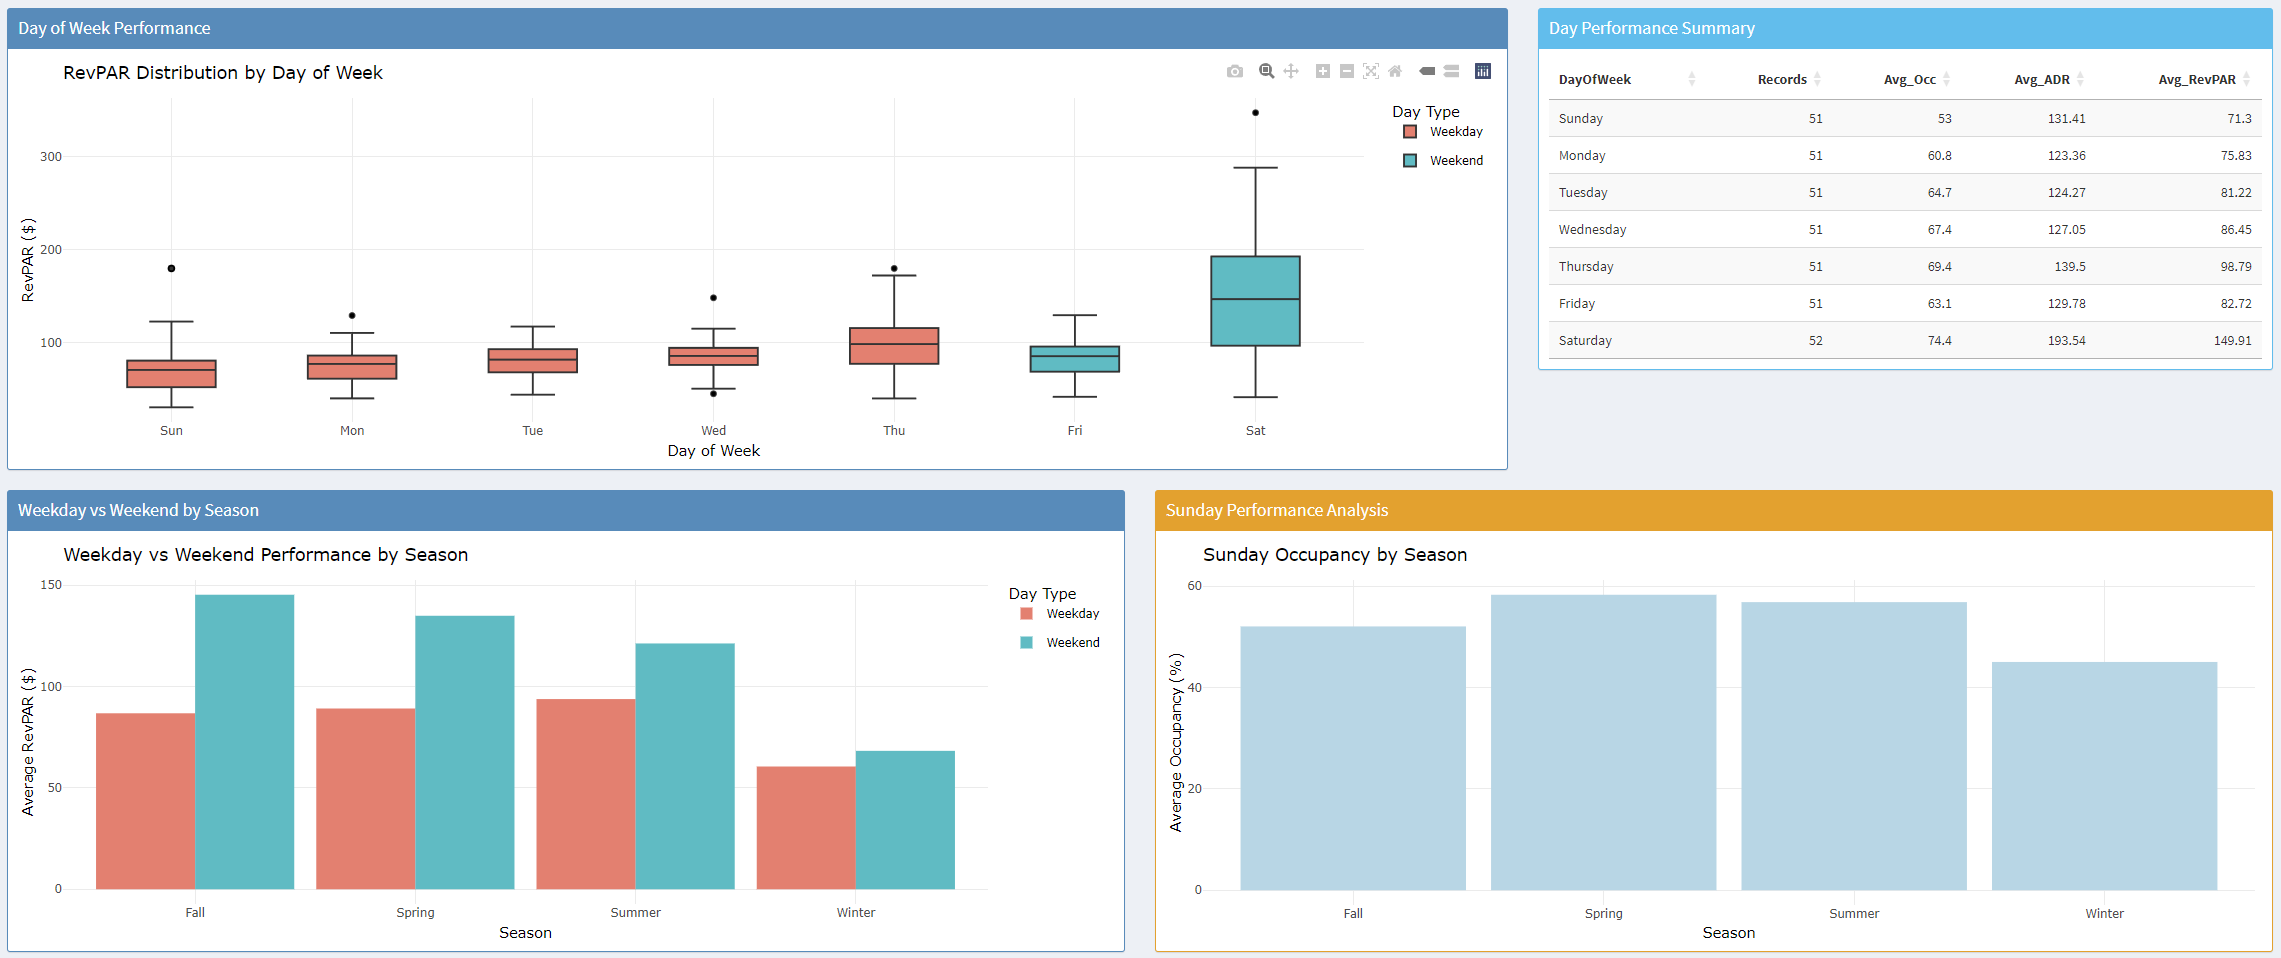 Day of Week Performance
RevPAR Distribution by Day of Week
Day Type
Weekday
Weekend
RevPAR ($)
300
200
100
Sun Mon Tue Wed Thu Fri Sat
Day of Week
Day Performance Summary
DayOfWeek Records Avg_Occ Avg_ADR Avg_RevPAR
Sunday 51 53 131.41 71.3
Monday 51 60.8 123.36 75.83
Tuesday 51 64.7 124.27 81.22
Wednesday 51 67.4 127.05 86.45
Thursday 51 69.4 139.5 98.79
Friday 51 63.1 129.78 82.72
Saturday 52 74.4 193.54 149.91
Weekday vs Weekend by Season
Weekday vs Weekend Performance by Season
Day Type
Weekday
Weekend
Average RevPAR ($)
150
100
50
0
Fall Spring Summer Winter
Season
Sunday Performance Analysis
Sunday Occupancy by Season
Average Occupancy (%)
60
40
20
0
Fall Spring Summer Winter
Season